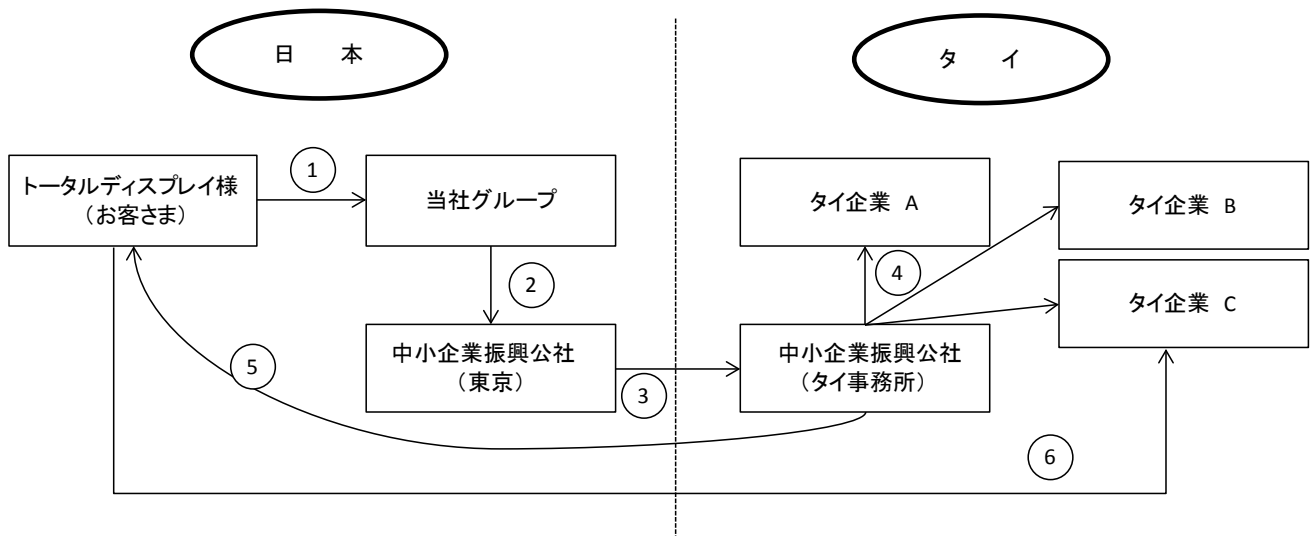 日　本
タ　イ
トータルディスプレイ様
（お客さま）
1
当社グループ
タイ企業 A
タイ企業 B
2
4
タイ企業 C
中小企業振興公社
（東京）
3
中小企業振興公社
（タイ事務所）
5
6